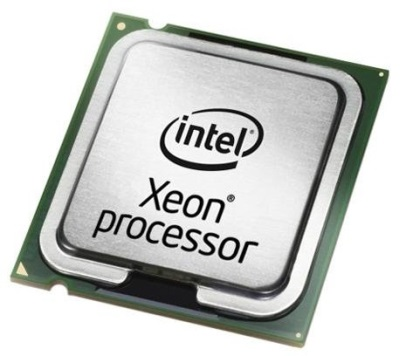 intel
Xeon®
processor